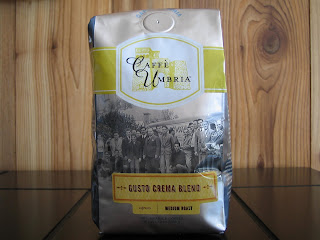 CAFFÈ
UMBRIA
GUSTO CREMA BLEND
MEDIUM ROAST